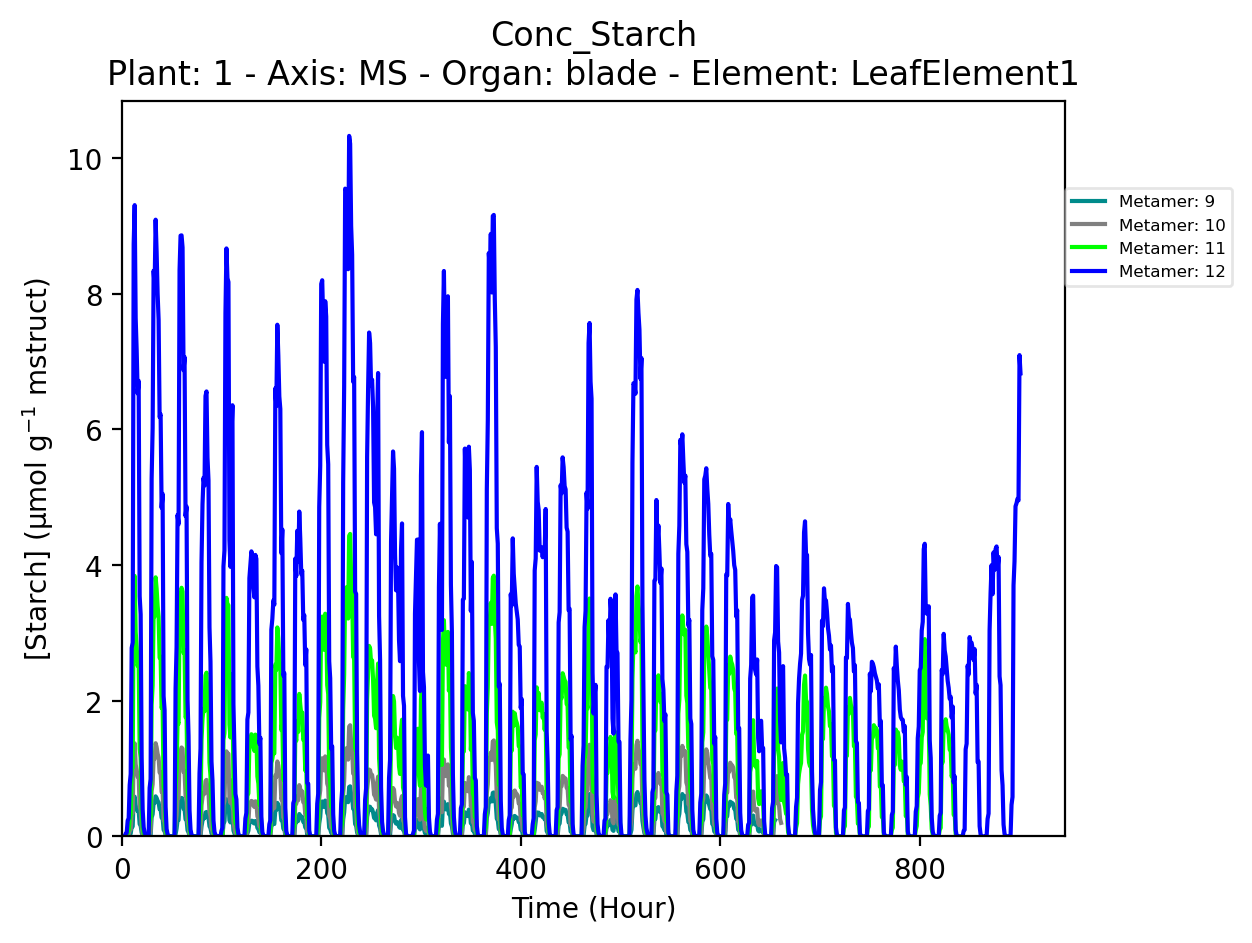 Conc_Starch
Plant: 1 - Axis: MS - Organ: blade - Element: LeafElement1
[Starch] (µmol g⁻¹ mstruct)
10
8
6
4
2
0
0 200 400 600 800
Time (Hour)
Metamer: 9
Metamer: 10
Metamer: 11
Metamer: 12